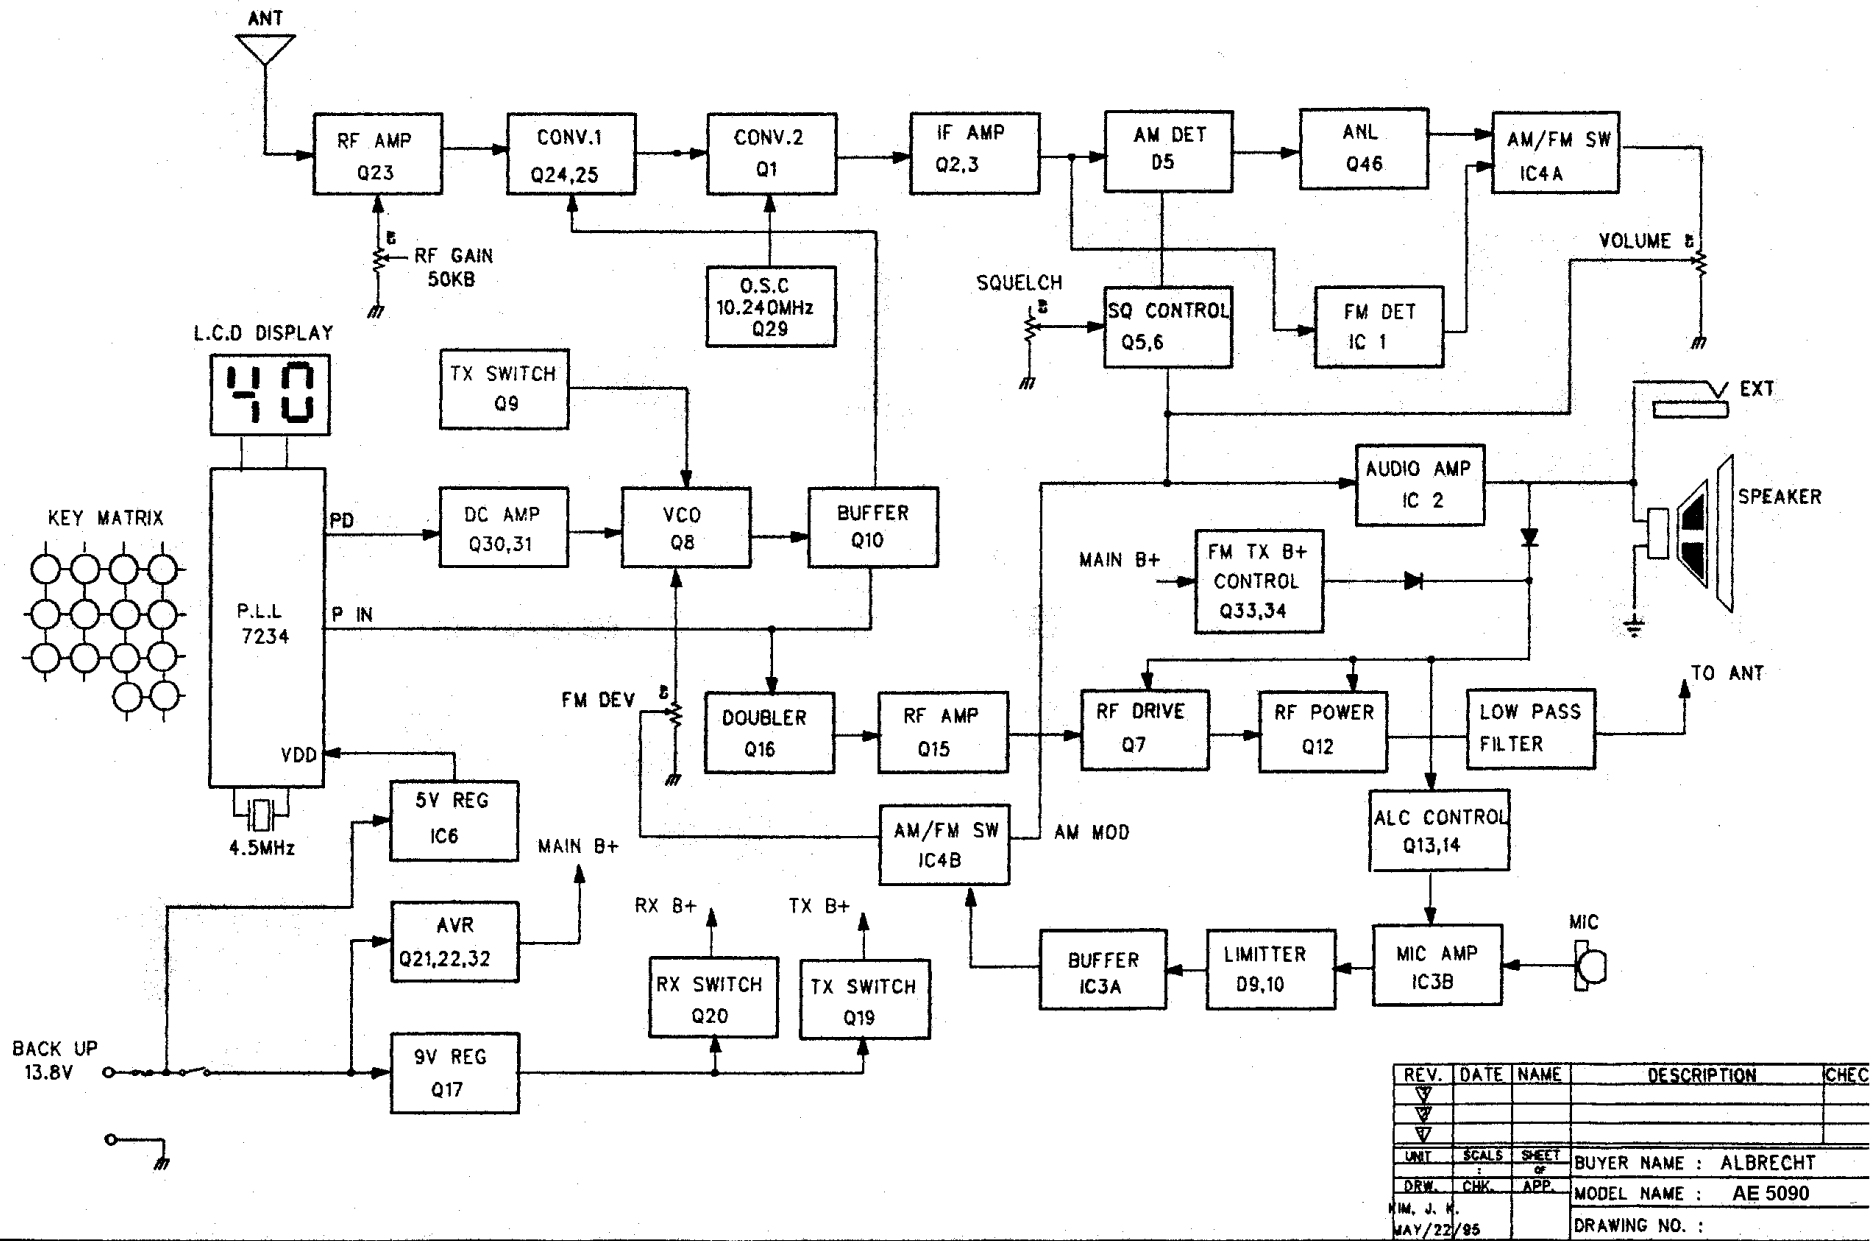 ANT
RF AMP
Q23
CONV.1
Q24,25
CONV.2
Q1
IF AMP
Q2,3
AM DET
D5
ANL
Q46
AM/FM SW
IC4A
RF GAIN
50KB
O.S.C
10.240MHz
Q29
SQUELCH
SQ CONTROL
Q5,6
FM DET
IC 1
VOLUME
L.C.D DISPLAY
40
TX SWITCH
Q9
EXT
AUDIO AMP
IC 2
SPEAKER
KEY MATRIX
PD
DC AMP
Q30,31
VCO
Q8
BUFFER
Q10
MAIN B+
FM TX B+
CONTROL
Q33,34
P.L.L
7234
P IN
VDD
4.5MHz
FM DEV
DOUBLER
Q16
RF AMP
Q15
RF DRIVE
Q7
RF POWER
Q12
LOW PASS
FILTER
TO ANT
5V REG
IC6
MAIN B+
AM/FM SW
IC4B
AM MOD
ALC CONTROL
Q13,14
AVR
Q21,22,32
RX B+
TX B+
RX SWITCH
Q20
TX SWITCH
Q19
BUFFER
IC3A
LIMITTER
D9,10
MIC AMP
IC3B
MIC
BACK UP
13.8V
9V REG
Q17
REV. DATE NAME DESCRIPTION CHEC
3
2
1
UNIT SCALS SHEET
: OF
DRW. CHK. APP.
KIM, J. K.
MAY/22/95
BUYER NAME : ALBRECHT
MODEL NAME : AE 5090
DRAWING NO. :